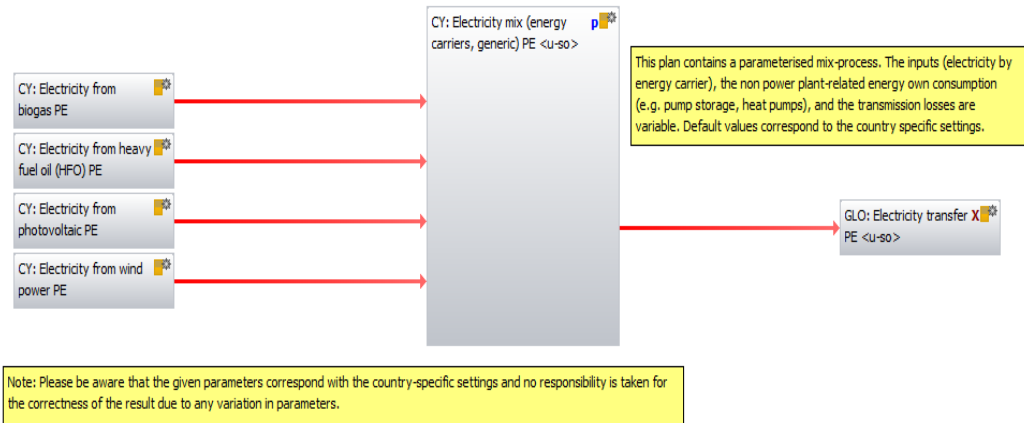 CY: Electricity mix (energy p
carriers, generic) PE <u-so>
This plan contains a parameterised mix-process. The inputs (electricity by
energy carrier), the non power plant-related energy own consumption
(e.g. pump storage, heat pumps), and the transmission losses are
variable. Default values correspond to the country specific settings.
CY: Electricity from
biogas PE
CY: Electricity from heavy
fuel oil (HFO) PE
CY: Electricity from
photovoltaic PE
CY: Electricity from wind
power PE
GLO: Electricity transfer X
PE <u-so>
Note: Please be aware that the given parameters correspond with the country-specific settings and no responsibility is taken for
the correctness of the result due to any variation in parameters.